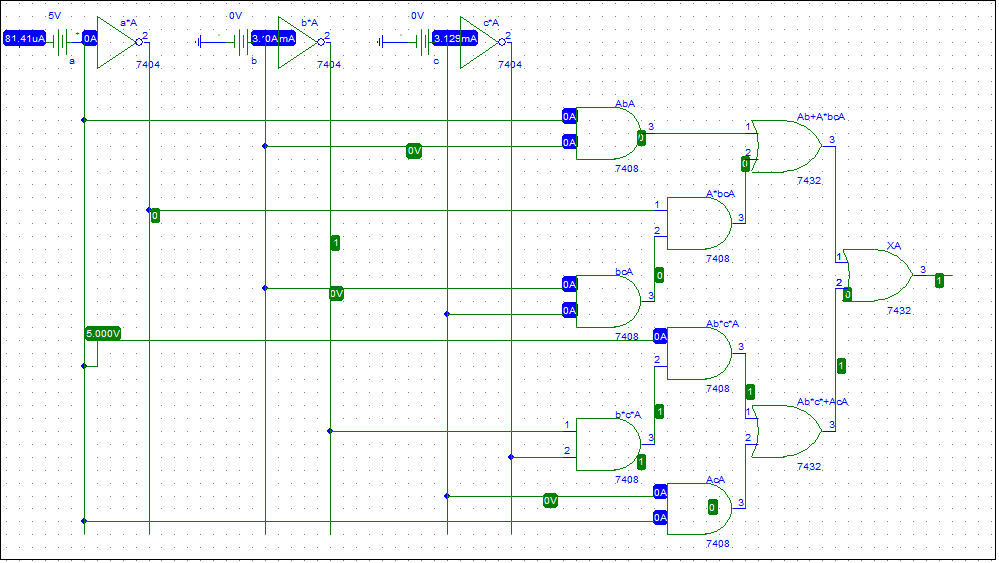 5V 0V 0V
a*A b*A c*A
81.41uA 0A 2 3.10AmA 2 3.129mA 2
a 7404 b 7404 c 7404
AbA
0A 3 1 Ab+A*bcA
0 3
0A 2
0V 0
7408 7432
A*bcA
1
0 3
2
1 XA
7408 1
bcA 0 3
0A 2 1
0V 3 0
0A 7432
Ab*c*A
5.000V 7408 0A
3
2 1
7408 1 Ab*c*+AcA
b*c*A 1 1
1 3
3 2
2 1
7408 7432
AcA
0A
0V 0 3
0A
7408